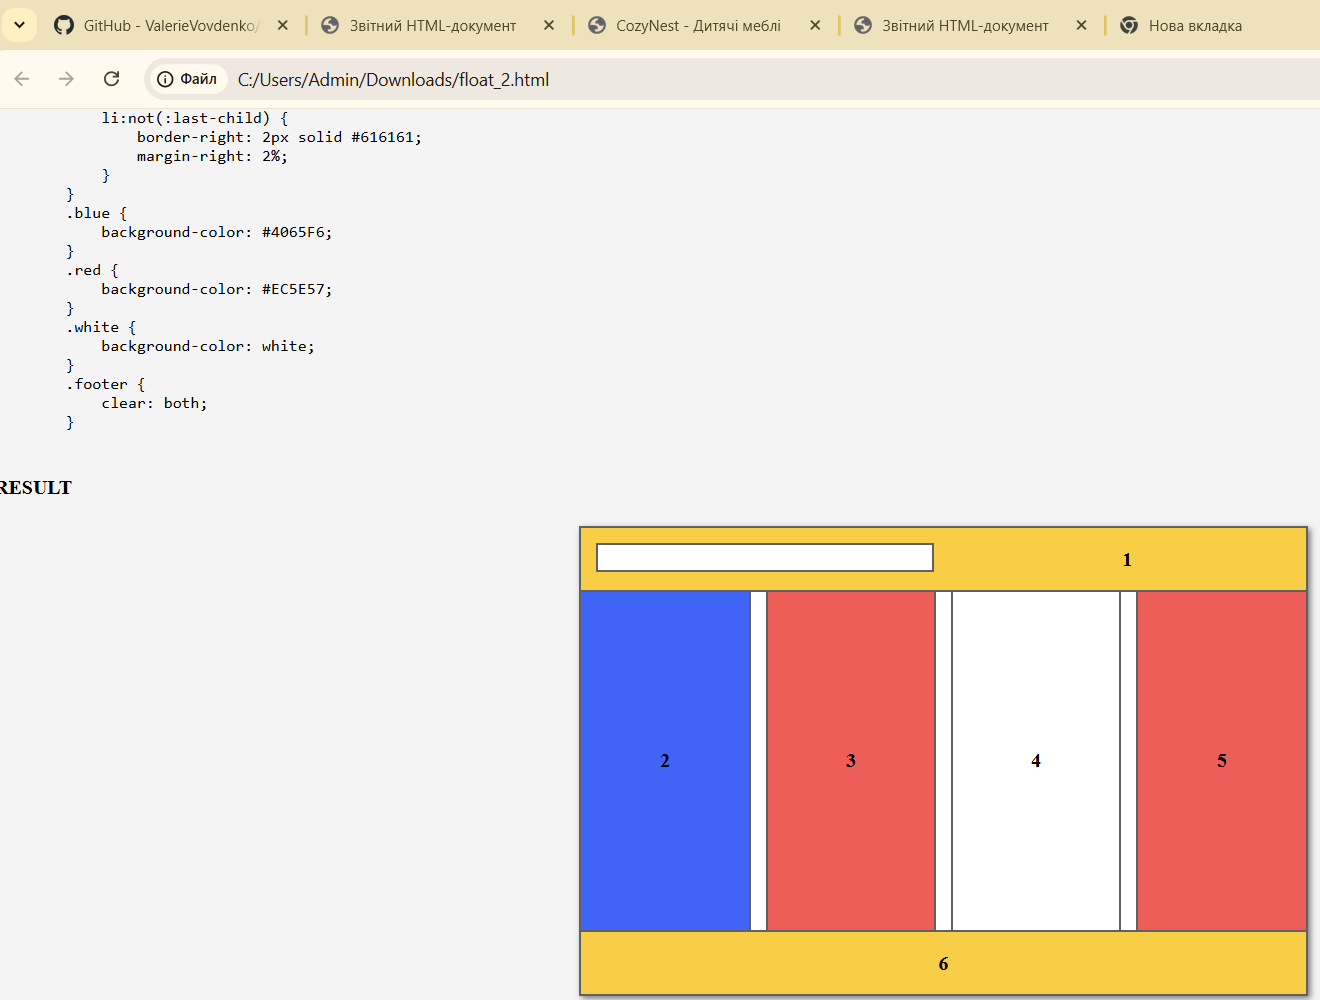 GitHub - ValerieVovdenko/
Звітний HTML-документ
CozyNest - Дитячі меблі
Звітний HTML-документ
Нова вкладка
Файл
C:/Users/Admin/Downloads/float_2.html
li:not(:last-child) {
border-right: 2px solid #616161;
margin-right: 2%;
}
}
.blue {
background-color: #4065F6;
}
.red {
background-color: #EC5E57;
}
.white {
background-color: white;
}
.footer {
clear: both;
}
RESULT
1
2
3
4
5
6